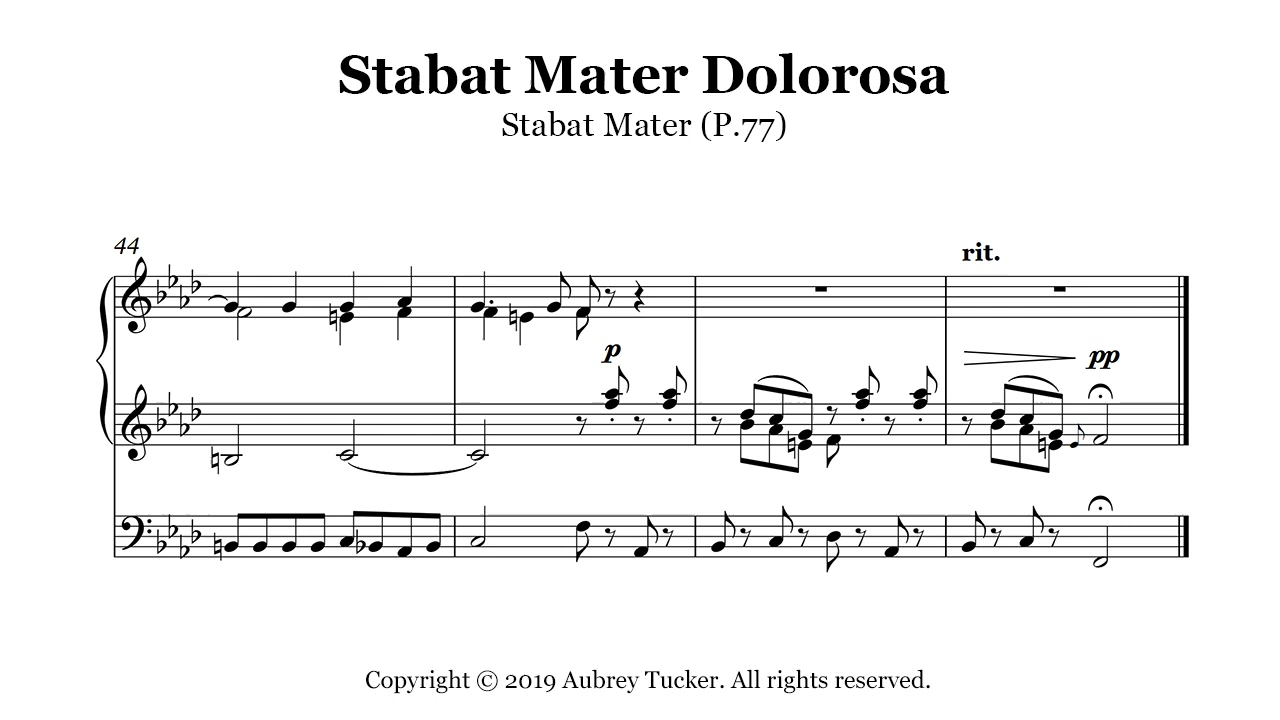 Stabat Mater Dolorosa
Stabat Mater (P.77)
44
rit.
p
pp
Copyright © 2019 Aubrey Tucker. All rights reserved.